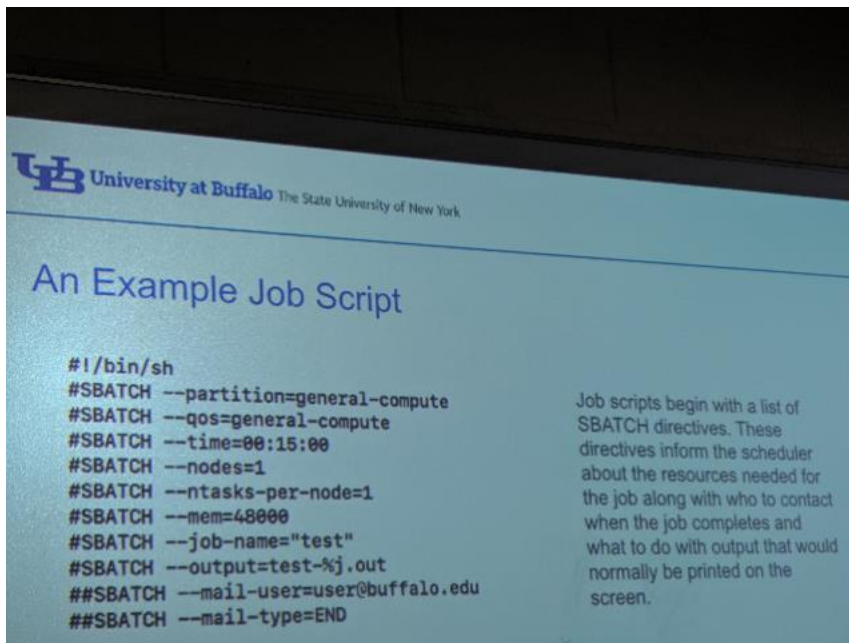 UB University at Buffalo The State University of New York
An Example Job Script
#!/bin/sh
#SBATCH --partition=general-compute
#SBATCH --qos=general-compute
#SBATCH --time=00:15:00
#SBATCH --nodes=1
#SBATCH --ntasks-per-node=1
#SBATCH --mem=48000
#SBATCH --job-name="test"
#SBATCH --output=test-%j.out
##SBATCH --mail-user=user@buffalo.edu
##SBATCH --mail-type=END
Job scripts begin with a list of
SBATCH directives. These
directives inform the scheduler
about the resources needed for
the job along with who to contact
when the job completes and
what to do with output that would
normally be printed on the
screen.